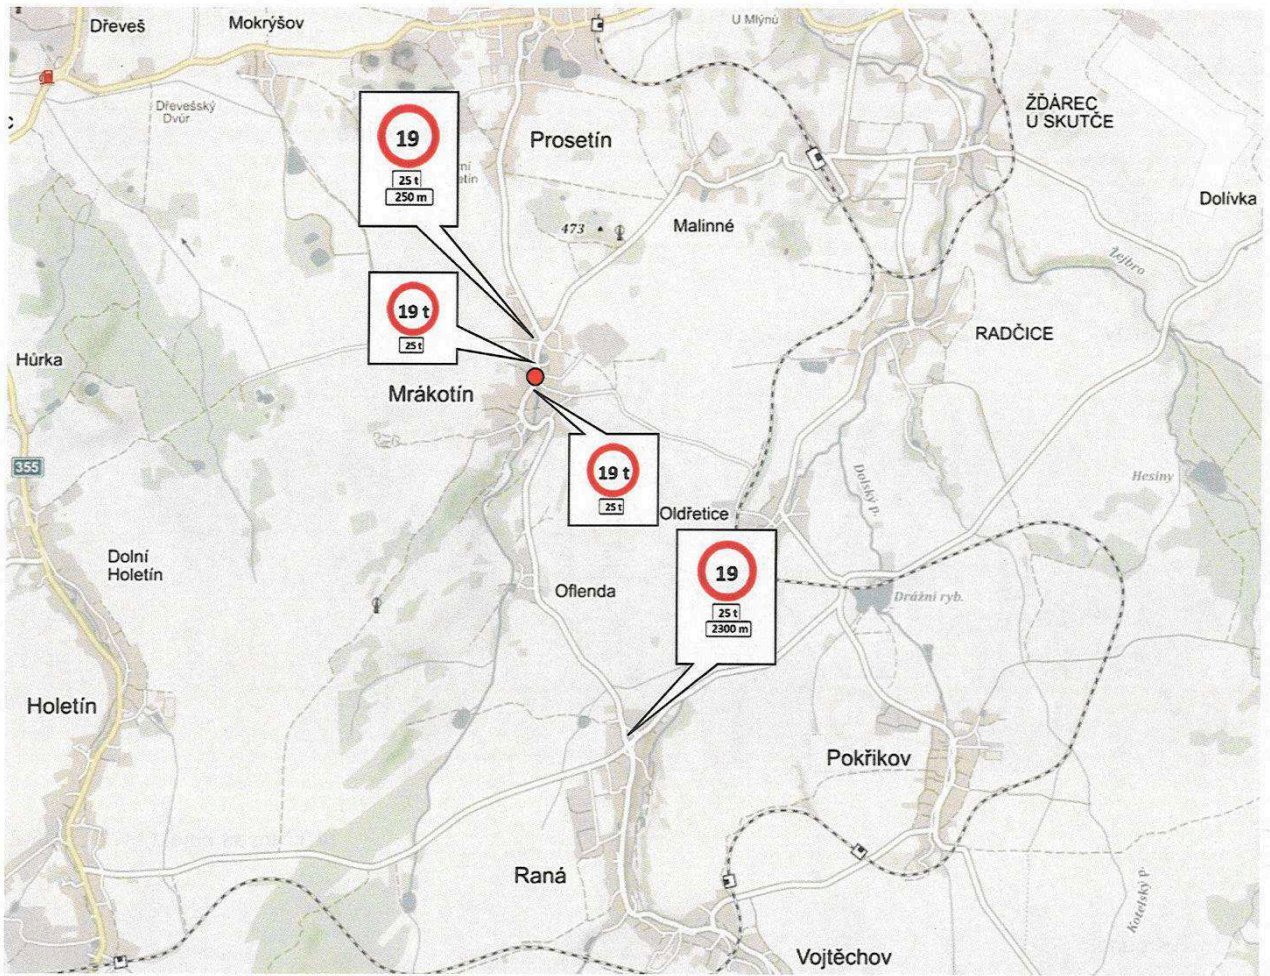 Dřeveš
Mokrýšov
U Mlýnů
Dřevešský
Dvůr
ŽĎÁREC
U SKUTČE
Prosetín
19
25 t
250 m
Dolívka
Malinné
473
Žejbro
19 t
25 t
RADČICE
Hůrka
Mrákotín
355
19 t
25 t
Oldřetice
Dolský p.
Hesiny
Dolní
Holetín
19
25 t
2300 m
Oflenda
Drážní ryb.
Holetín
Pokřikov
Raná
Kotelský p.
Vojtěchov